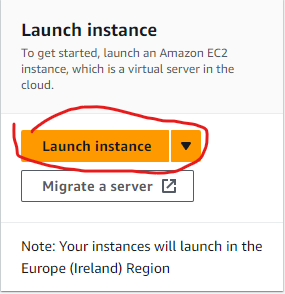 Launch instance
To get started, launch an Amazon EC2
instance, which is a virtual server in the
cloud.
Launch instance
Migrate a server
Note: Your instances will launch in the
Europe (Ireland) Region